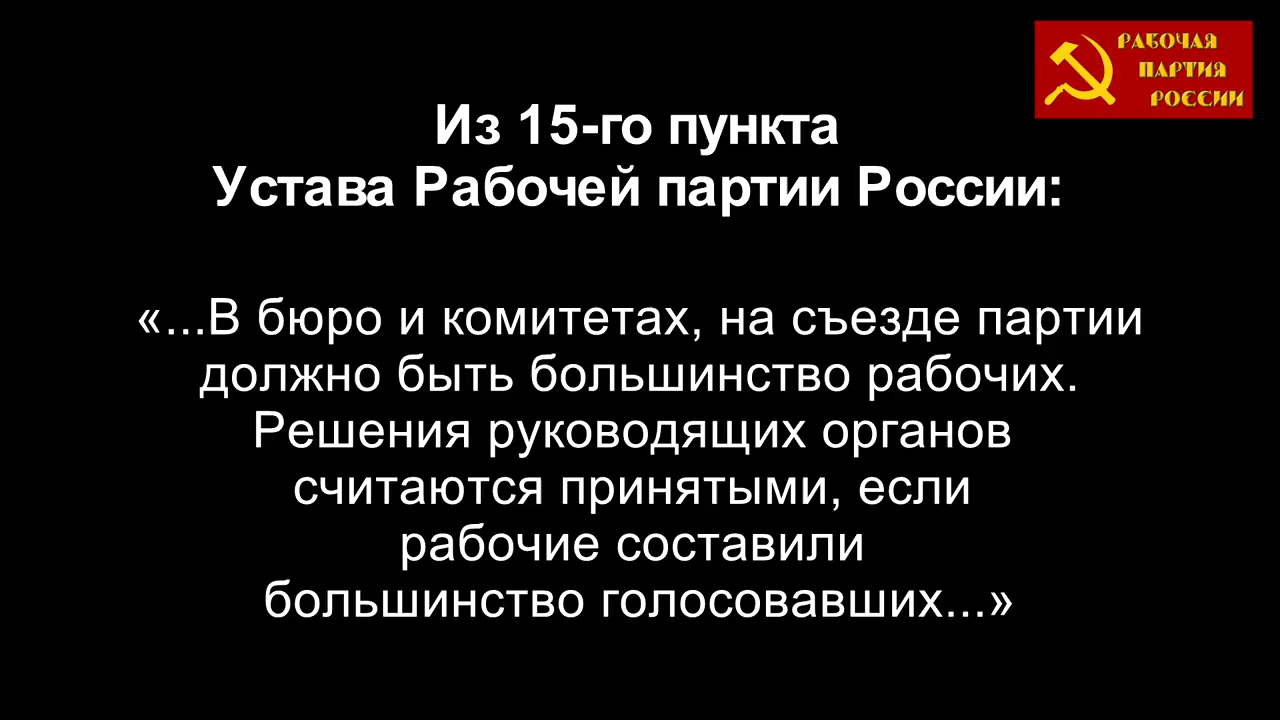 РАБОЧАЯ
ПАРТИЯ
РОССИИ
Из 15-го пункта
Устава Рабочей партии России:
«...В бюро и комитетах, на съезде партии
должно быть большинство рабочих.
Решения руководящих органов
считаются принятыми, если
рабочие составили
большинство голосовавших...»